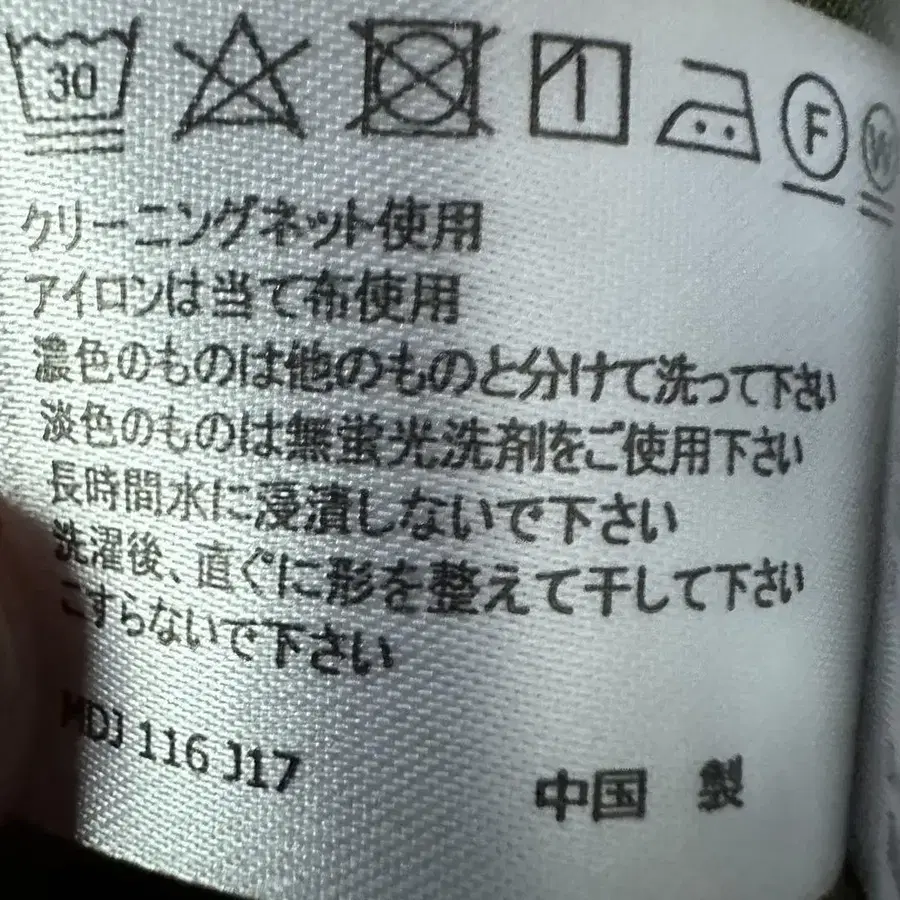 30 F W
クリーニングネット使用
アイロンは当て布使用
濃色のものは他のものと分けて洗って下さい
淡色のものは無蛍光洗剤をご使用下さい
長時間水に浸漬しないで下さい
洗濯後、直ぐに形を整えて干して下さい
こすらないで下さい
MDJ 116 J17
中国 製